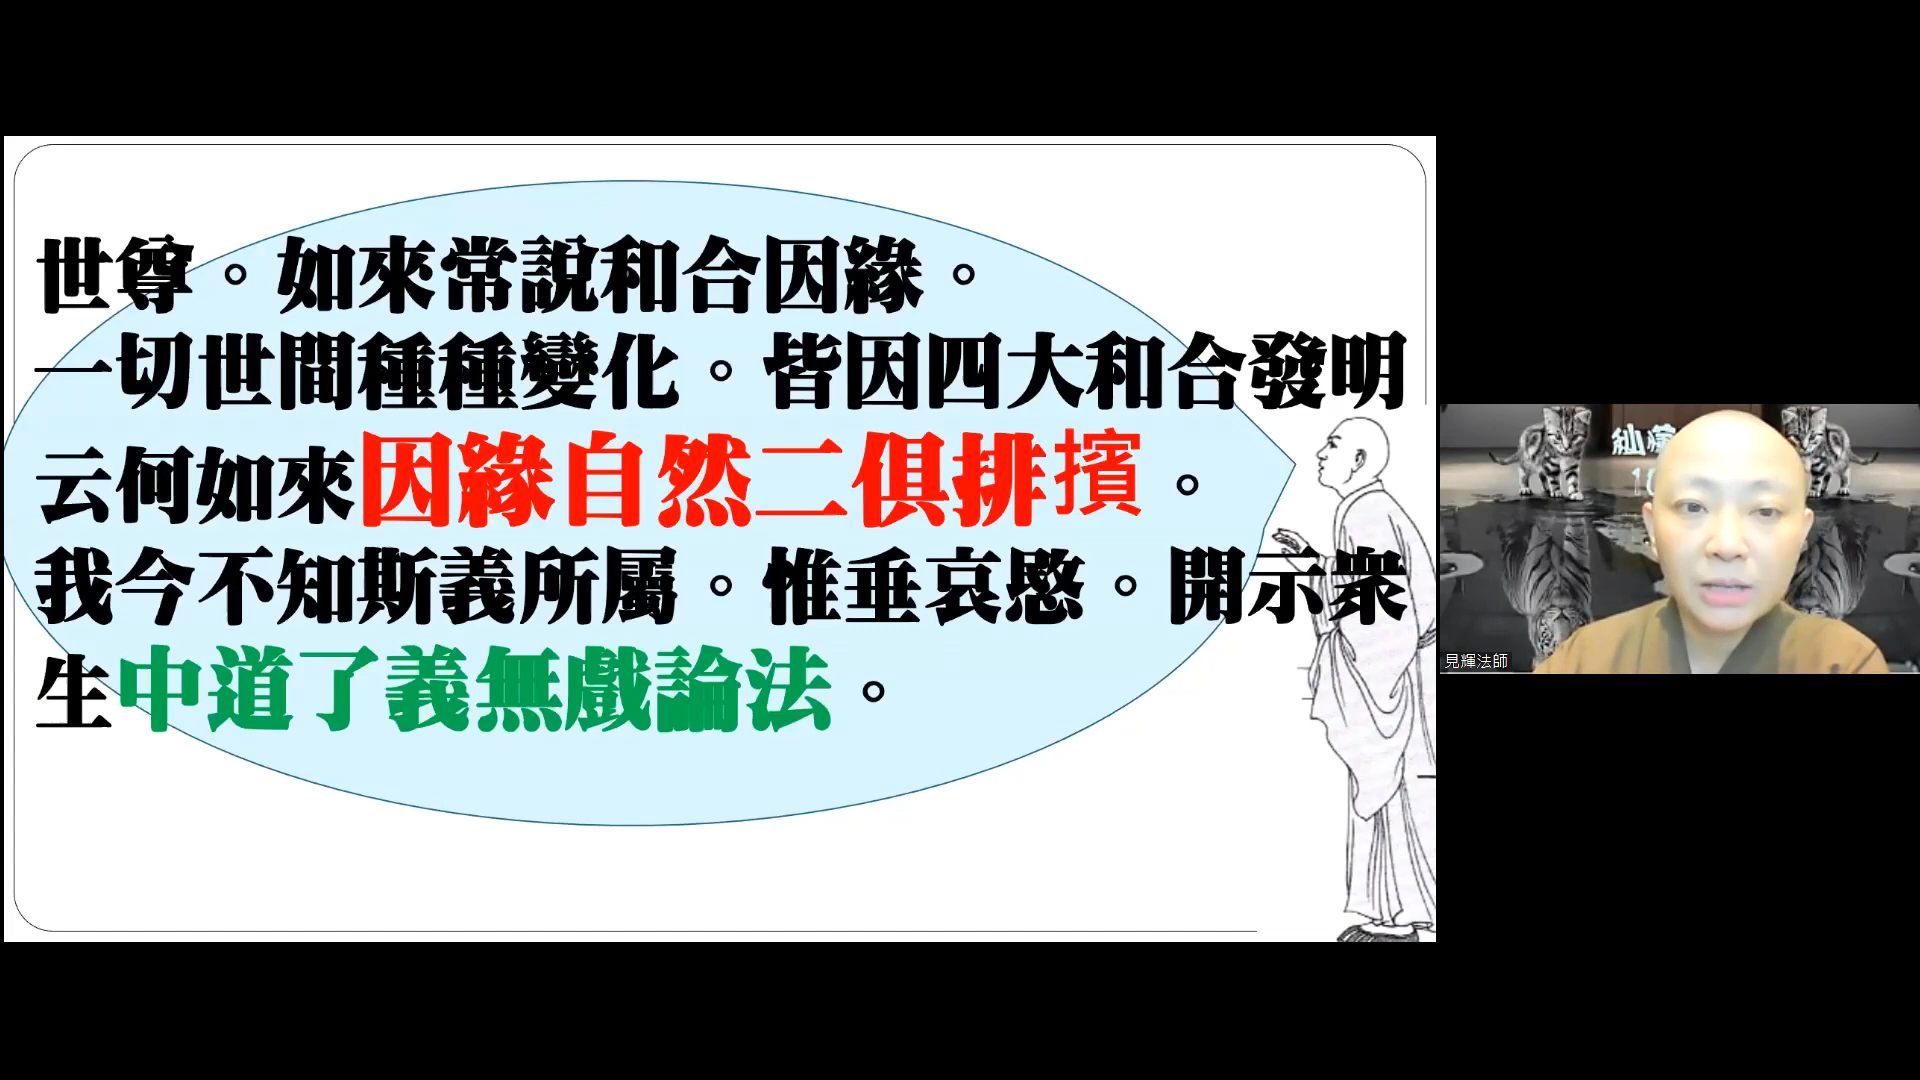 世尊。如來常說和合因緣。
一切世間種種變化。皆因四大和合發明
云何如來因緣自然二俱排擯。
我今不知斯義所屬。惟垂哀愍。開示眾
生中道了義無戲論法。
見輝法師